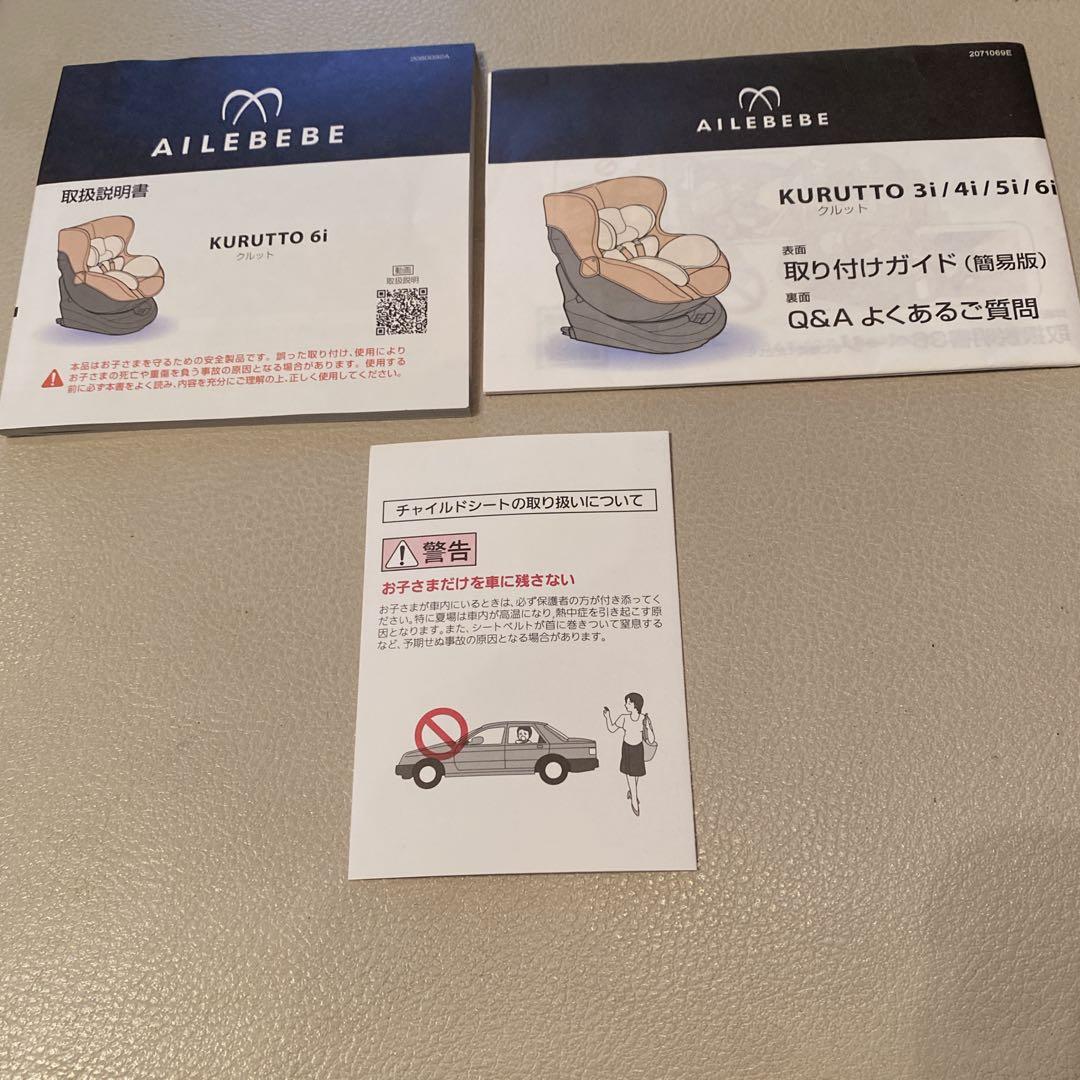 AILEBEBE
取扱説明書
KURUTTO 6i
クルット
動画
取扱説明
本品はお子さまを守るための安全製品です。誤った取り付け、使用により
お子さまの死亡や重傷を負う事故の原因となる場合があります。使用する
前に必ず本書をよく読み、内容を充分にご理解の上、正しく使用してください。
2071069E
AILEBEBE
KURUTTO 3i/4i/5i/6i
クルット
表面
取り付けガイド(簡易版)
裏面
Q&A よくあるご質問
チャイルドシートの取り扱いについて
警告
お子さまだけを車に残さない
お子さまが車内にいるときは、必ず保護者の方が付き添ってく
ださい。特に夏場は車内が高温になり、熱中症を引き起こす原
因となります。また、シートベルトが首に巻きついて窒息する
など、予期せぬ事故の原因となる場合があります。